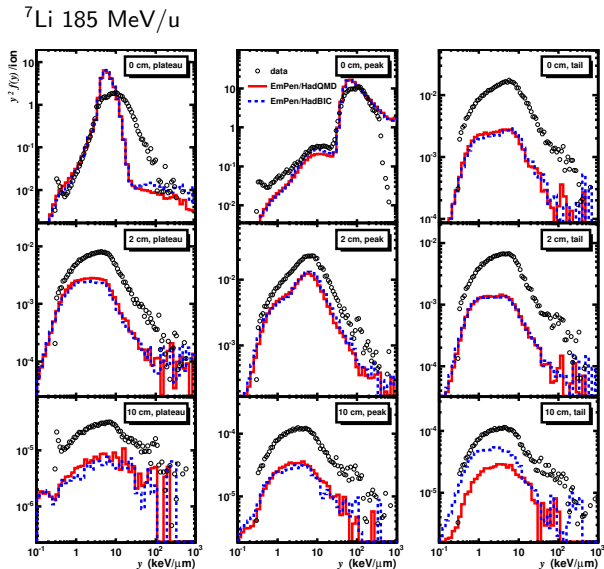 ⁷Li 185 MeV/u
y² f(y)/ion
0 cm, plateau
0 cm, peak
0 cm, tail
data
EmPen/HadQMD
EmPen/HadBIC
10
1
10⁻¹
10⁻²
10
1
10⁻¹
10⁻²
10⁻²
10⁻³
10⁻⁴
2 cm, plateau
2 cm, peak
2 cm, tail
10⁻²
10⁻³
10⁻⁴
10⁻²
10⁻³
10⁻²
10⁻³
10⁻⁴
10 cm, plateau
10 cm, peak
10 cm, tail
10⁻⁵
10⁻⁶
10⁻⁴
10⁻⁵
10⁻⁴
10⁻⁵
10⁻¹ 1 10 10² 10³
y (keV/μm)
10⁻¹ 1 10 10² 10³
y (keV/μm)
10⁻¹ 1 10 10² 10³
y (keV/μm)